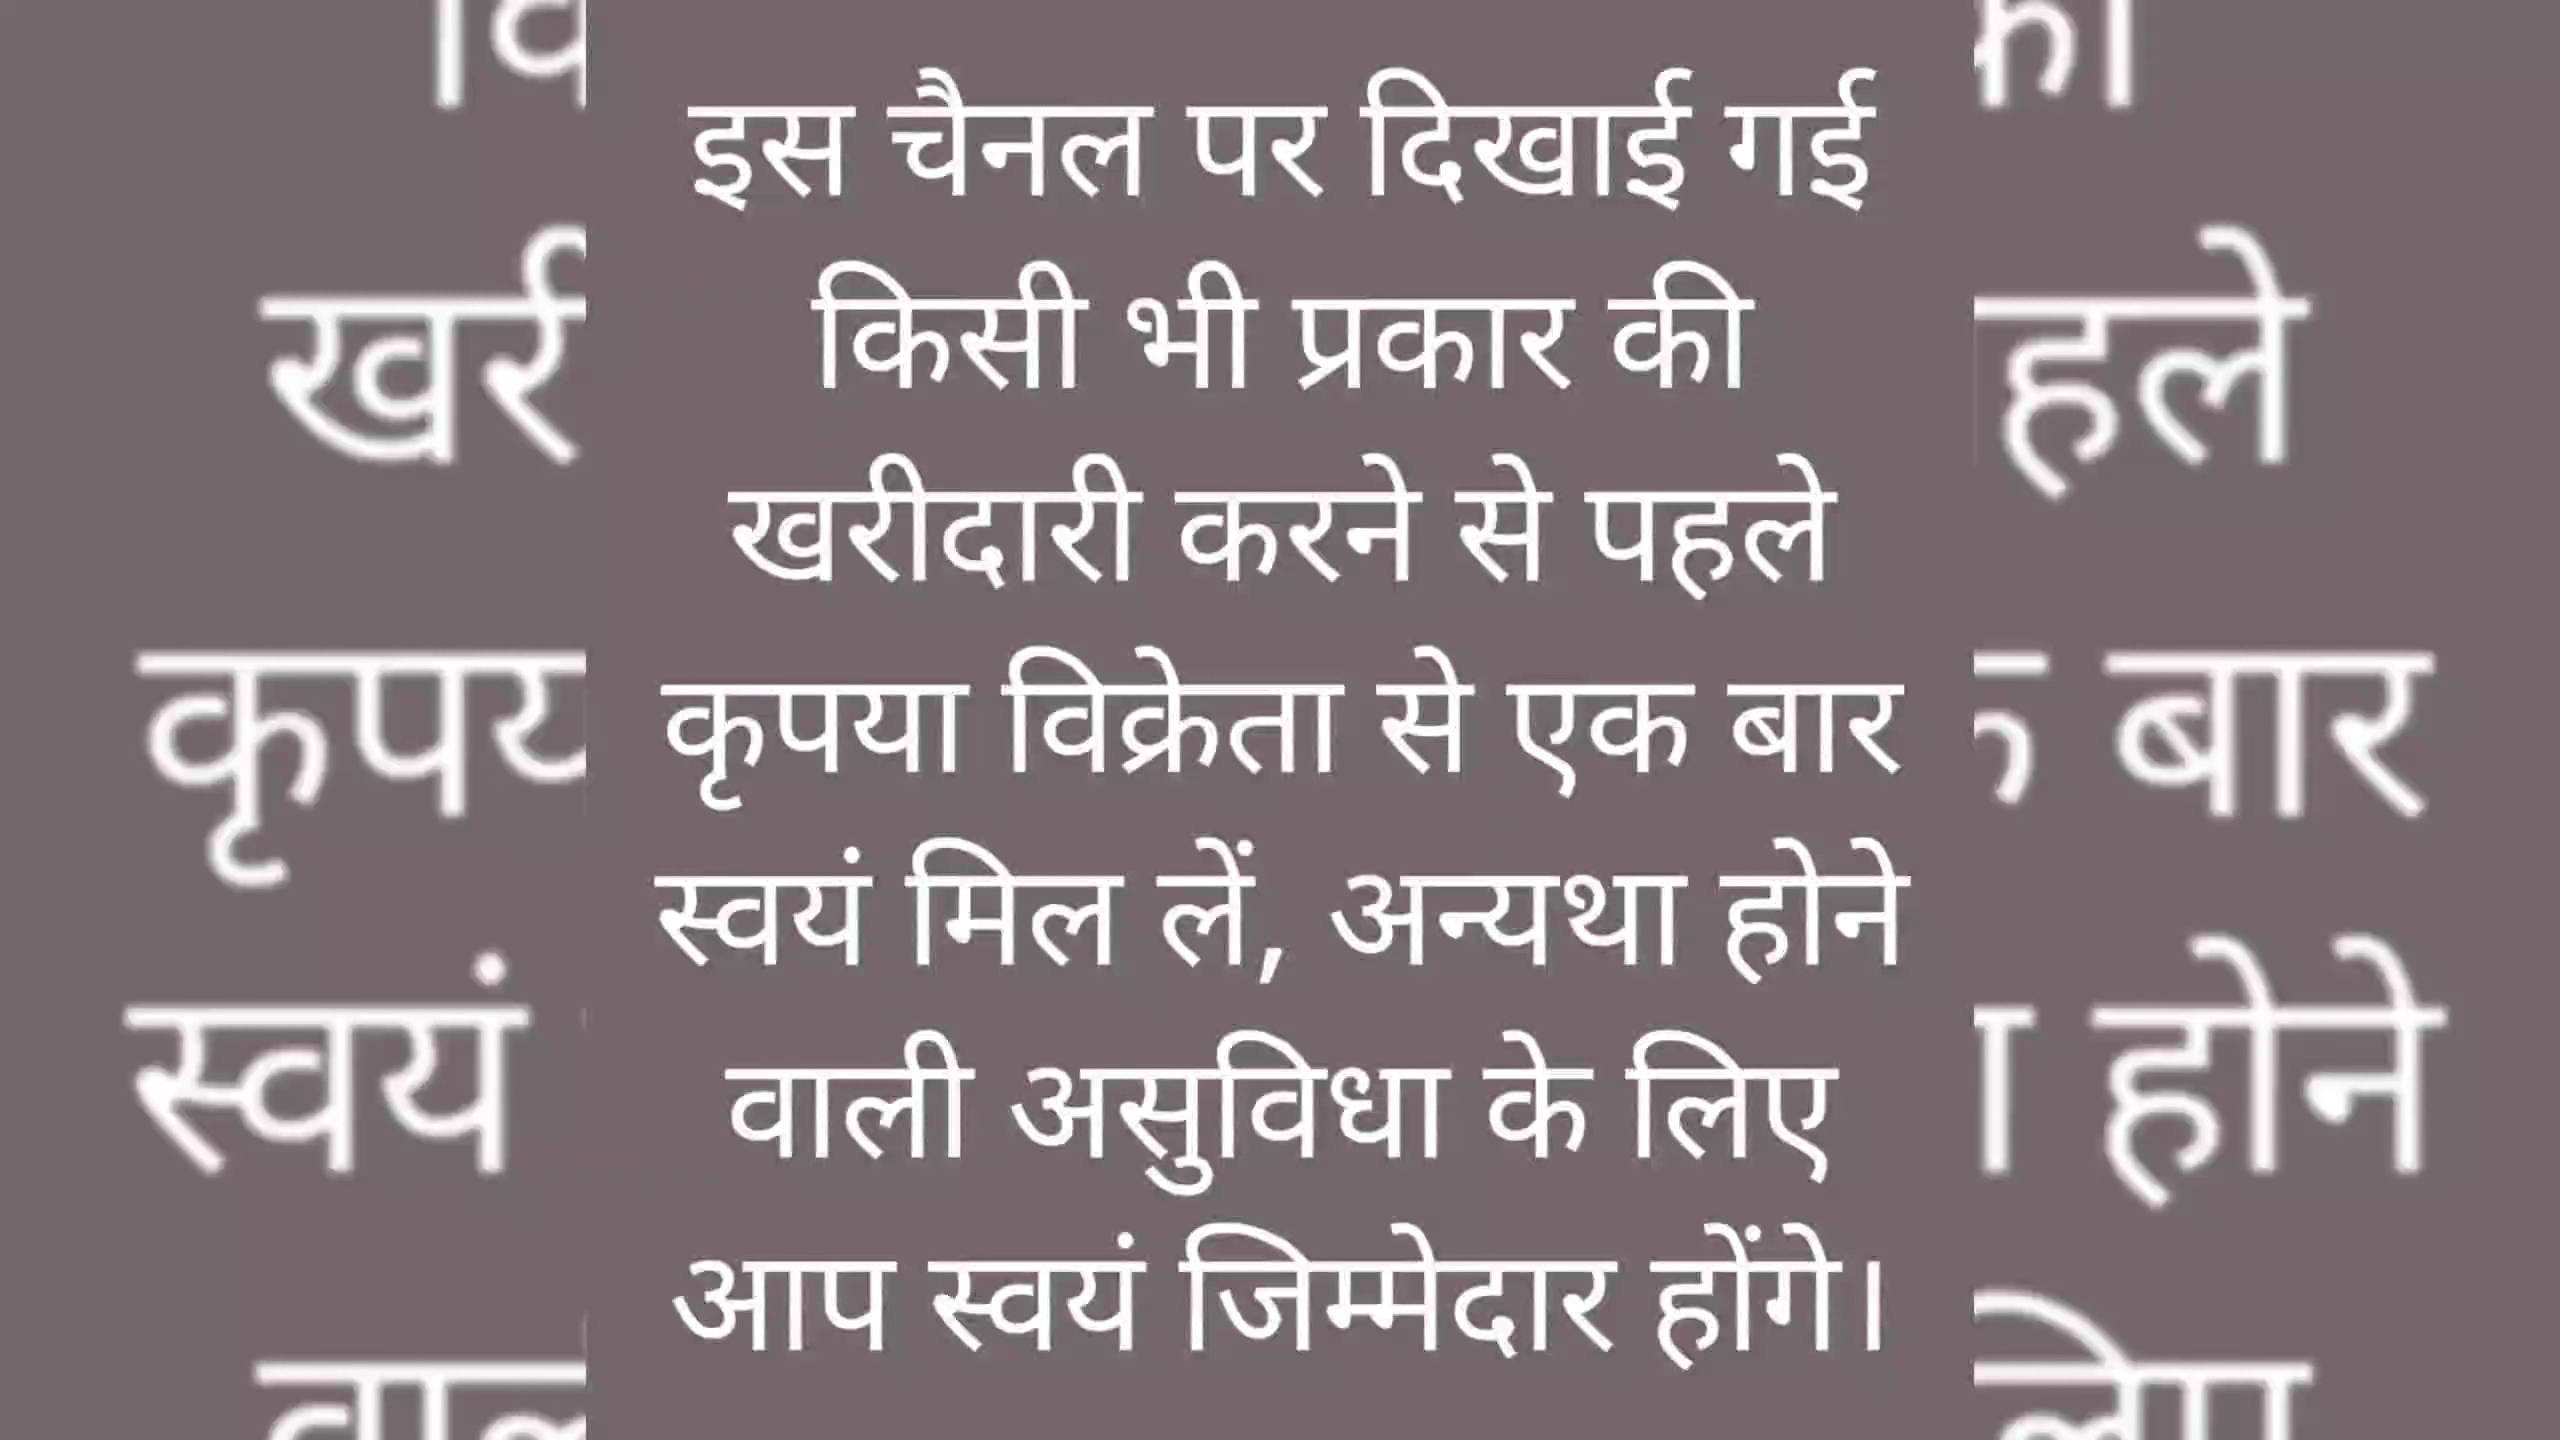 इस चैनल पर दिखाई गई
किसी भी प्रकार की
खरीदारी करने से पहले
कृपया विक्रेता से एक बार
स्वयं मिल लें, अन्यथा होने
वाली असुविधा के लिए
आप स्वयं जिम्मेदार होंगे।